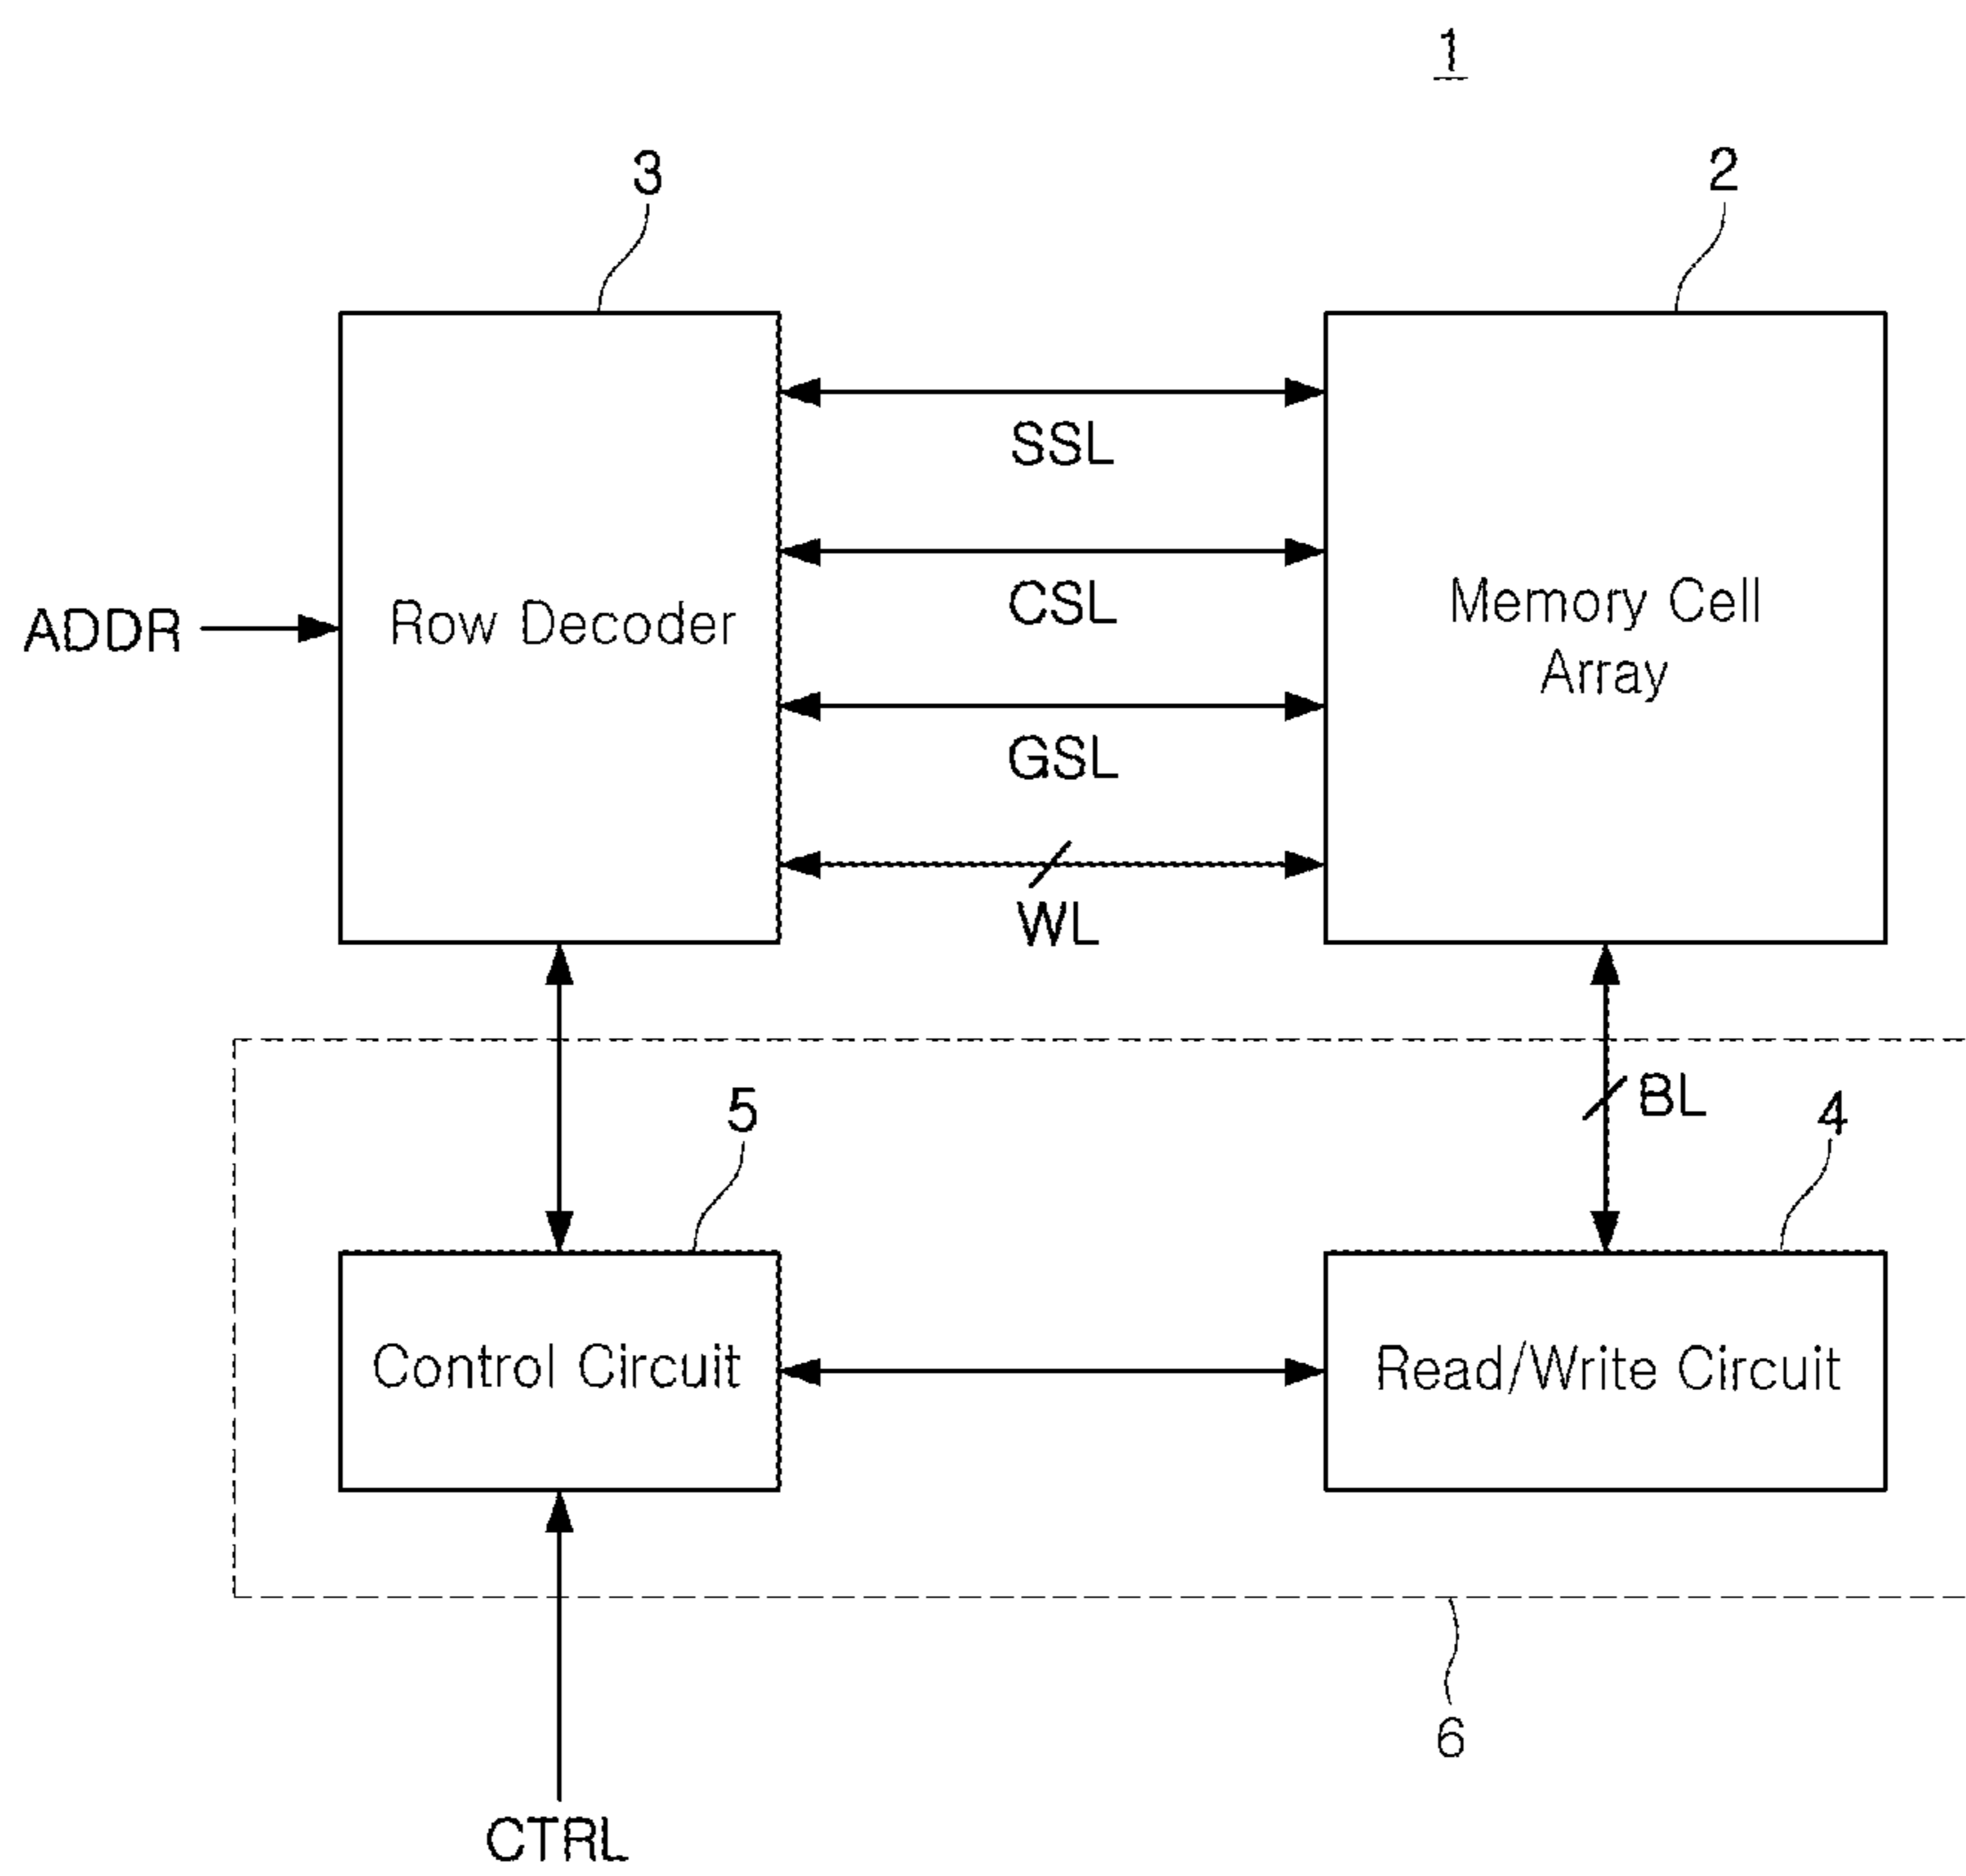 1
3
2
SSL
CSL
ADDR
Row Decoder
Memory Cell
Array
GSL
WL
5
BL
4
Control Circuit
Read/Write Circuit
6
CTRL